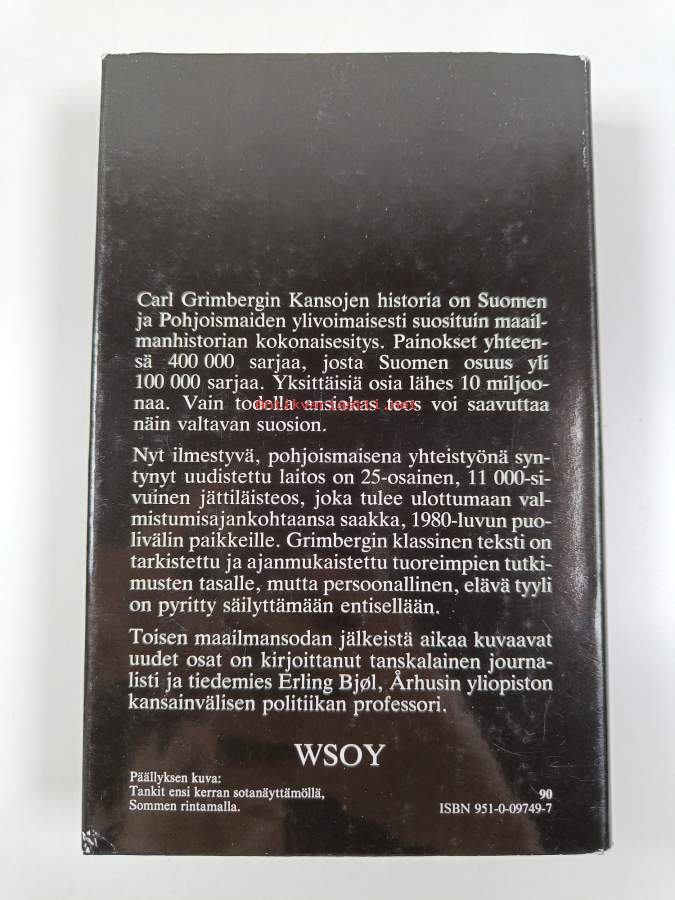 Carl Grimbergin Kansojen historia on Suomen
ja Pohjoismaiden ylivoimaisesti suosituin maail-
manhistorian kokonaisesitys. Painokset yhteen-
sä 400 000 sarjaa, josta Suomen osuus yli
100 000 sarjaa. Yksittäisiä osia lähes 10 miljoo-
naa. Vain todella ansiokas teos voi saavuttaa
näin valtavan suosion.
Nyt ilmestyvä, pohjoismaisena yhteistyönä syn-
tynyt uudistettu laitos on 25-osainen, 11 000-si-
vuinen jättiläisteos, joka tulee ulottumaan val-
mistumisajankohtaansa saakka, 1980-luvun puo-
livälin paikkeille. Grimbergin klassinen teksti on
tarkistettu ja ajanmukaistettu tuoreimpien tutki-
musten tasalle, mutta persoonallinen, elävä tyyli
on pyritty säilyttämään entisellään.
Toisen maailmansodan jälkeistä aikaa kuvaavat
uudet osat on kirjoittanut tanskalainen journa-
listi ja tiedemies Erling Bjøl, Århusin yliopiston
kansainvälisen politiikan professori.
WSOY
Päällyksen kuva:
Tankit ensi kerran sotanäyttämöllä,
Sommen rintamalla.
90
ISBN 951-0-09749-7